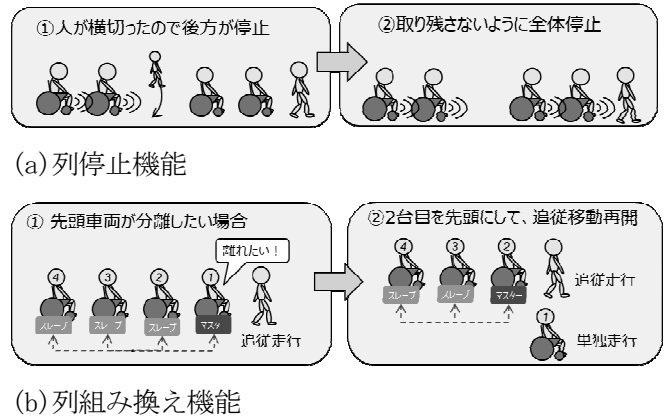 ①人が横切ったので後方が停止
②取り残さないように全体停止
(a)列停止機能
① 先頭車両が分離したい場合
離れたい！
4
3
2
1
スレーブ
スレーブ
スレーブ
マスタ
追従走行
②2台目を先頭にして、追従移動再開
4
3
2
スレーブ
スレーブ
マスター
追従走行
1
単独走行
(b)列組み換え機能